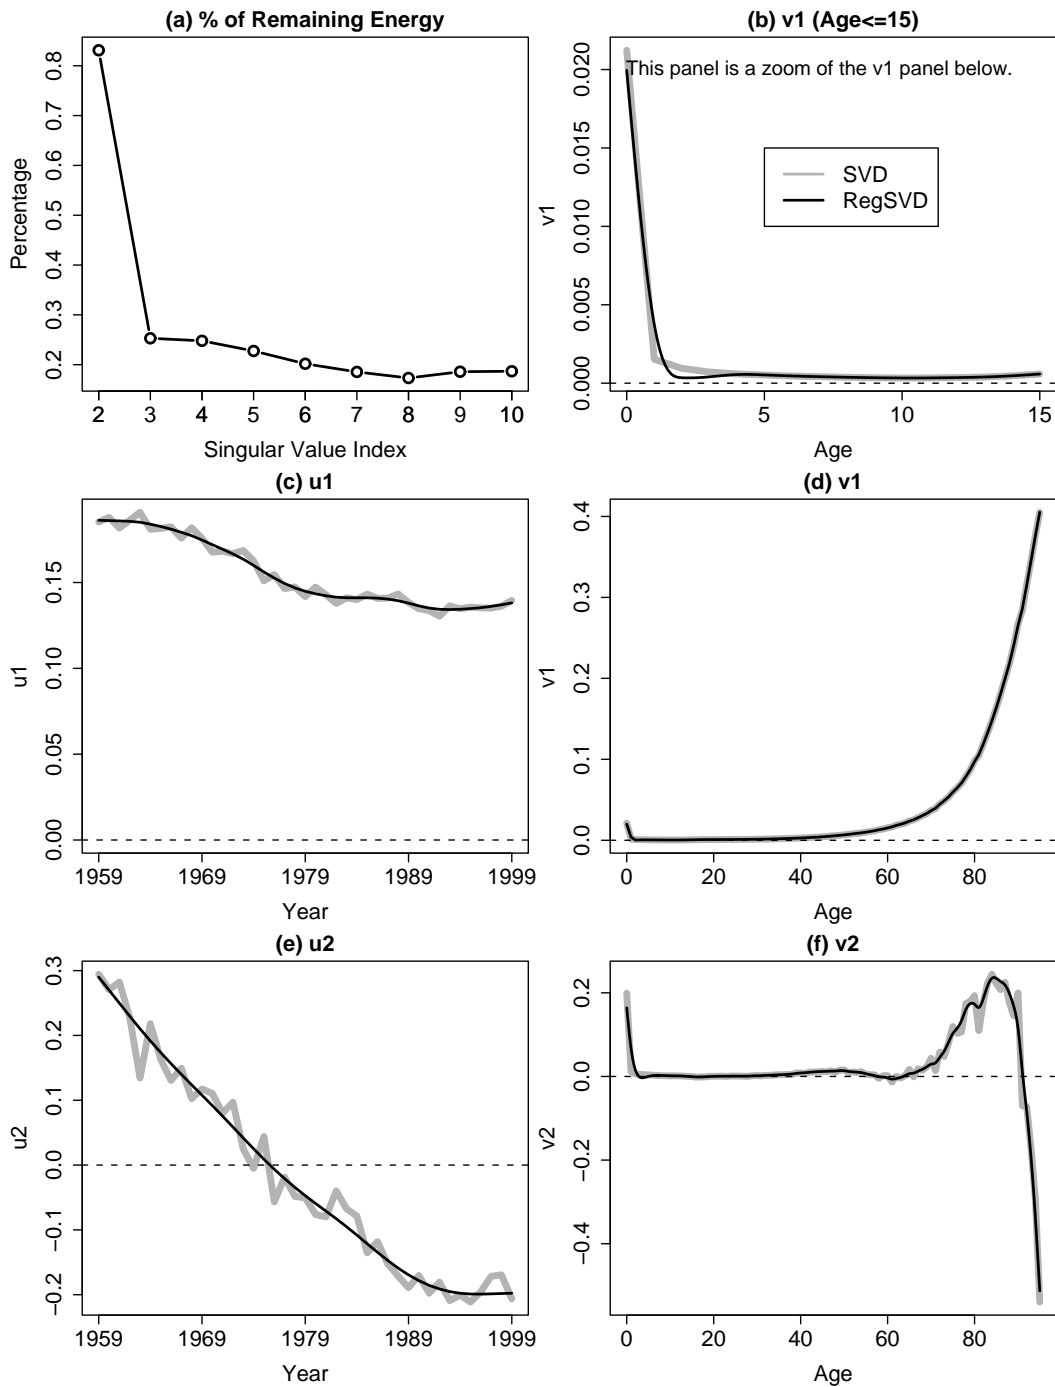 (a) % of Remaining Energy
Percentage
0.2 0.3 0.4 0.5 0.6 0.7 0.8
2 3 4 5 6 7 8 9 10
Singular Value Index
(b) v1 (Age<=15)
This panel is a zoom of the v1 panel below.
SVD
RegSVD
v1
0.000 0.005 0.010 0.015 0.020
0 5 10 15
Age
(c) u1
u1
0.00 0.05 0.10 0.15
1959 1969 1979 1989 1999
Year
(d) v1
v1
0.0 0.1 0.2 0.3 0.4
0 20 40 60 80
Age
(e) u2
u2
−0.2 −0.1 0.0 0.1 0.2 0.3
1959 1969 1979 1989 1999
Year
(f) v2
v2
−0.4 −0.2 0.0 0.2
0 20 40 60 80
Age